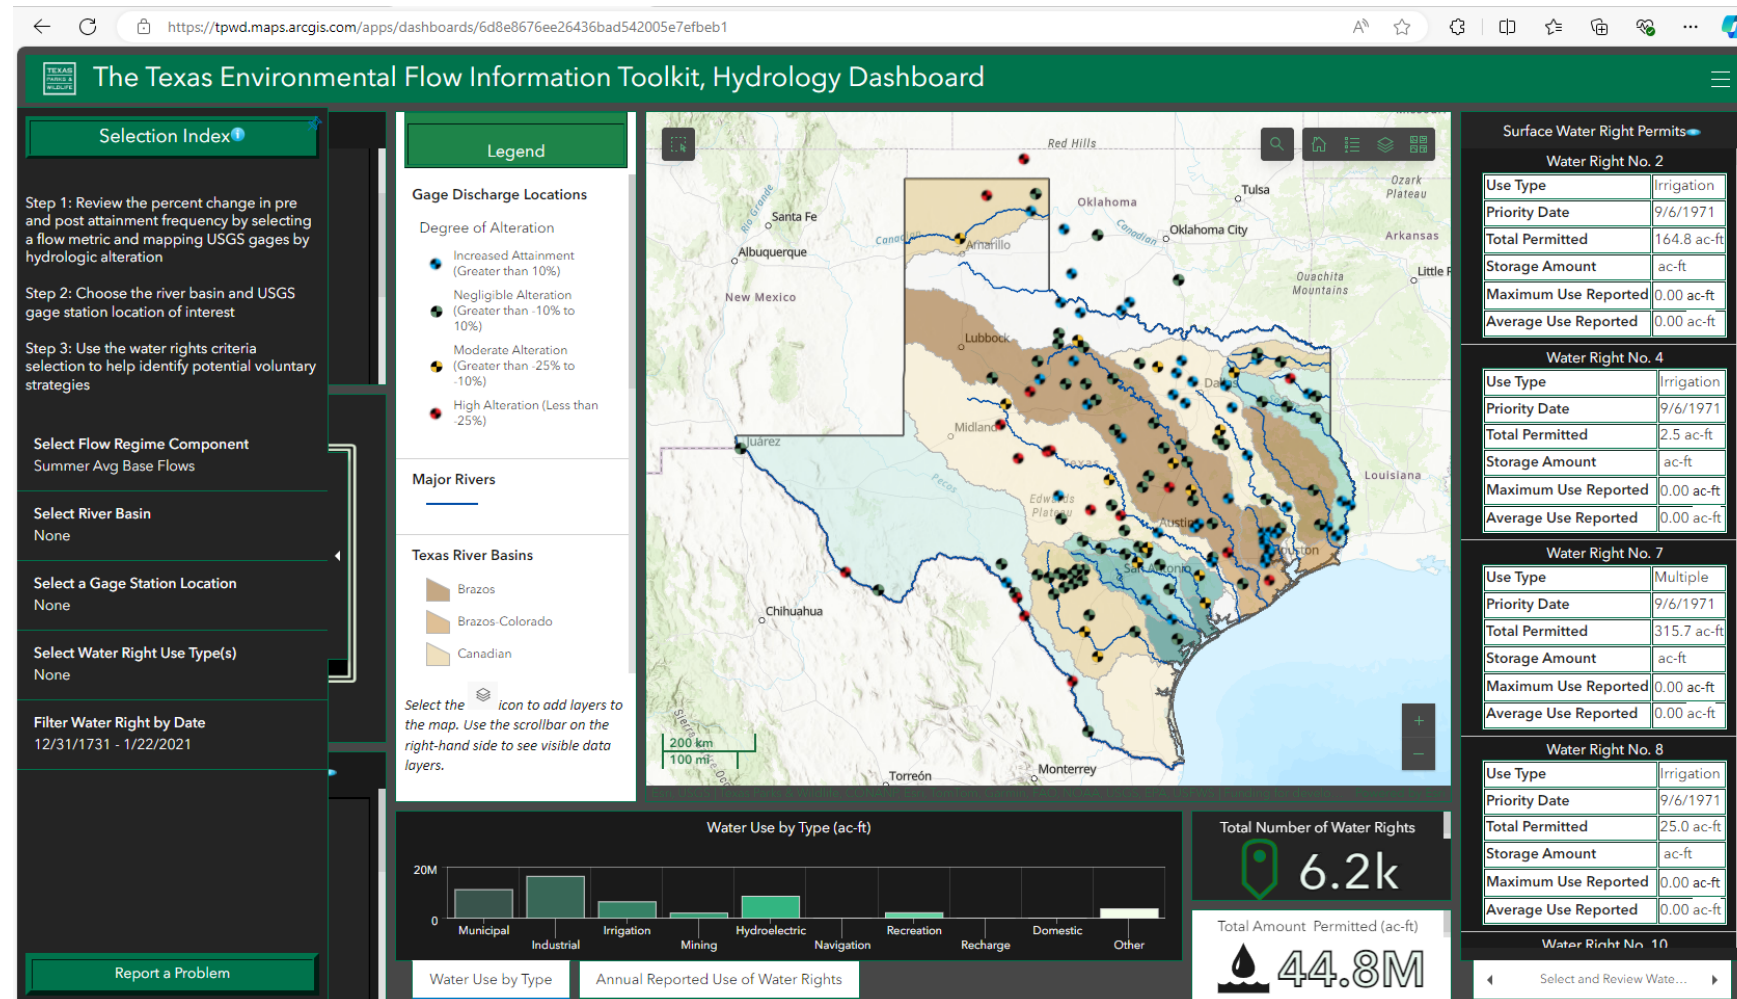 https://tpwd.maps.arcgis.com/apps/dashboards/6d8e8676ee26436bad542005e7efbeb1
TEXAS
PARKS &
WILDLIFE
The Texas Environmental Flow Information Toolkit, Hydrology Dashboard
Selection Index
Step 1: Review the percent change in pre
and post attainment frequency by selecting
a flow metric and mapping USGS gages by
hydrologic alteration
Step 2: Choose the river basin and USGS
gage station location of interest
Step 3: Use the water rights criteria
selection to help identify potential voluntary
strategies
Select Flow Regime Component
Summer Avg Base Flows
Select River Basin
None
Select a Gage Station Location
None
Select Water Right Use Type(s)
None
Filter Water Right by Date
12/31/1731 - 1/22/2021
Report a Problem
Legend
Gage Discharge Locations
Degree of Alteration
Increased Attainment
(Greater than 10%)
Negligible Alteration
(Greater than -10% to
10%)
Moderate Alteration
(Greater than -25% to
-10%)
High Alteration (Less than
-25%)
Major Rivers
Texas River Basins
Brazos
Brazos-Colorado
Canadian
Select the icon to add layers to
the map. Use the scrollbar on the
right-hand side to see visible data
layers.
Red Hills
Ozark
Plateau
Tulsa
Rio Grande
Oklahoma
Santa Fe
Canadian
Canadian
Oklahoma City
Arkansas
Amarillo
Albuquerque
Ouachita
Mountains
Little R
New Mexico
Lubbock
Dallas
Midland
Juárez
Texas
Louisiana
Pecos
Edwards
Plateau
Austin
Houston
San Antonio
Chihuahua
Sierra Madre
200 km
100 mi
Torreón
Monterrey
+
−
Water Use by Type (ac-ft)
20M
0
Municipal
Industrial
Irrigation
Mining
Hydroelectric
Navigation
Recreation
Recharge
Domestic
Other
Water Use by Type
Annual Reported Use of Water Rights
Total Number of Water Rights
6.2k
Total Amount Permitted (ac-ft)
44.8M
Surface Water Right Permits
Water Right No. 2
Use Type Irrigation
Priority Date 9/6/1971
Total Permitted 164.8 ac-ft
Storage Amount ac-ft
Maximum Use Reported 0.00 ac-ft
Average Use Reported 0.00 ac-ft
Water Right No. 4
Use Type Irrigation
Priority Date 9/6/1971
Total Permitted 2.5 ac-ft
Storage Amount ac-ft
Maximum Use Reported 0.00 ac-ft
Average Use Reported 0.00 ac-ft
Water Right No. 7
Use Type Multiple
Priority Date 9/6/1971
Total Permitted 315.7 ac-ft
Storage Amount ac-ft
Maximum Use Reported 0.00 ac-ft
Average Use Reported 0.00 ac-ft
Water Right No. 8
Use Type Irrigation
Priority Date 9/6/1971
Total Permitted 25.0 ac-ft
Storage Amount ac-ft
Maximum Use Reported 0.00 ac-ft
Average Use Reported 0.00 ac-ft
Water Right No. 10
Select and Review Wate...